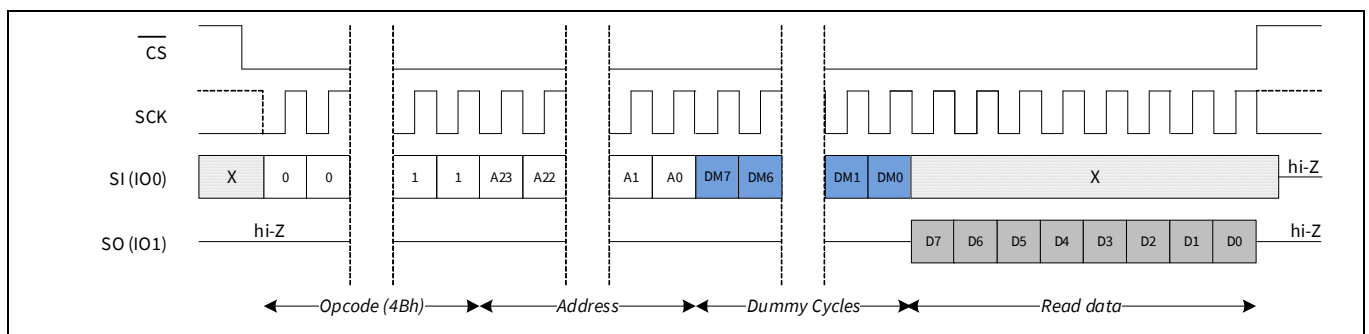 CS
SCK
SI (IO0) X 0 0 1 1 A23 A22 A1 A0 DM7 DM6 DM1 DM0 X hi-Z
SO (IO1) hi-Z D7 D6 D5 D4 D3 D2 D1 D0 hi-Z
Opcode (4Bh) Address Dummy Cycles Read data